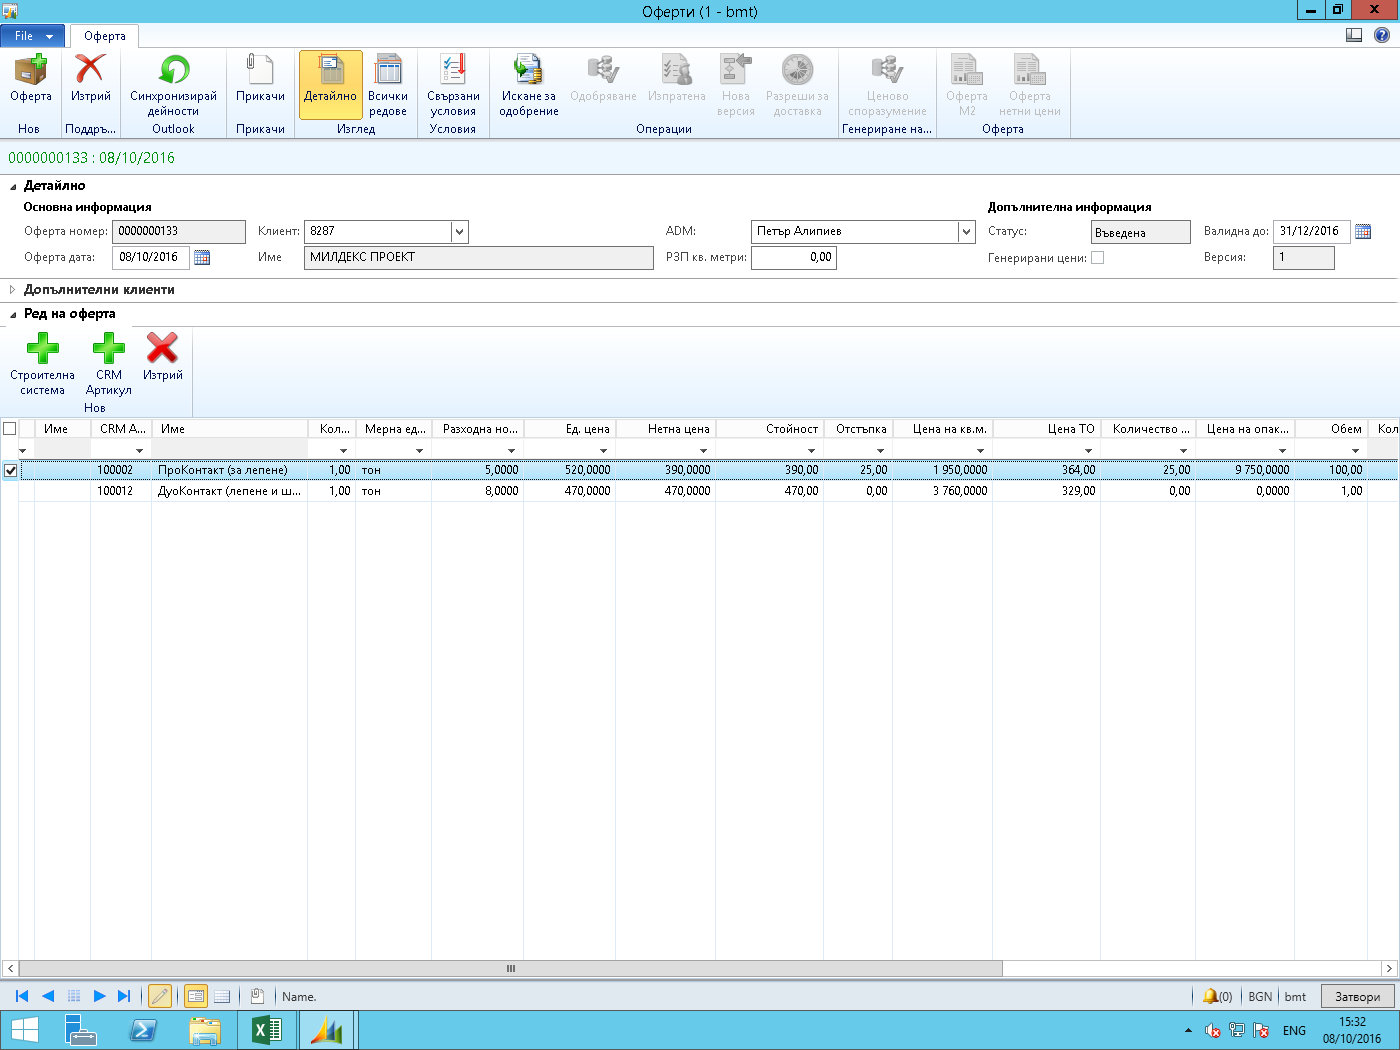 Оферти (1 - bmt)
File
Оферта
Оферта
Изтрий
Синхронизирай дейности
Прикачи
Детайлно
Всички редове
Свързани условия
Искане за одобрение
Одобряване
Изпратена
Нова версия
Разреши за доставка
Ценово споразумение
Оферта М2
Оферта нетни цени
Нов
Поддръ...
Outlook
Прикачи
Изглед
Условия
Операции
Генериране на...
Оферта
0000000133 : 08/10/2016
Детайлно
Основна информация
Допълнителна информация
Оферта номер: 0000000133 Клиент: 8287 ADM: Петър Алипиев Статус: Въведена Валидна до: 31/12/2016
Оферта дата: 08/10/2016 Име МИЛДЕКС ПРОЕКТ РЗП кв. метри: 0,00 Генерирани цени: Версия: 1
Допълнителни клиенти
Ред на оферта
Строителна система
CRM Артикул
Изтрий
Нов
Име CRM А... Име Кол... Мерна ед... Разходна но... Ед. цена Нетна цена Стойност Отстъпка Цена на кв.м. Цена ТО Количество ... Цена на опак... Обем Кол
100002 ПроКонтакт (за лепене) 1,00 тон 5,0000 520,0000 390,0000 390,00 25,00 1 950,0000 364,00 25,00 9 750,0000 100,00
100012 ДуоКонтакт (лепене и ш... 1,00 тон 8,0000 470,0000 470,0000 470,00 0,00 3 760,0000 329,00 0,00 0,0000 1,00
Name.
(0) BGN bmt Затвори
ENG
15:32
08/10/2016